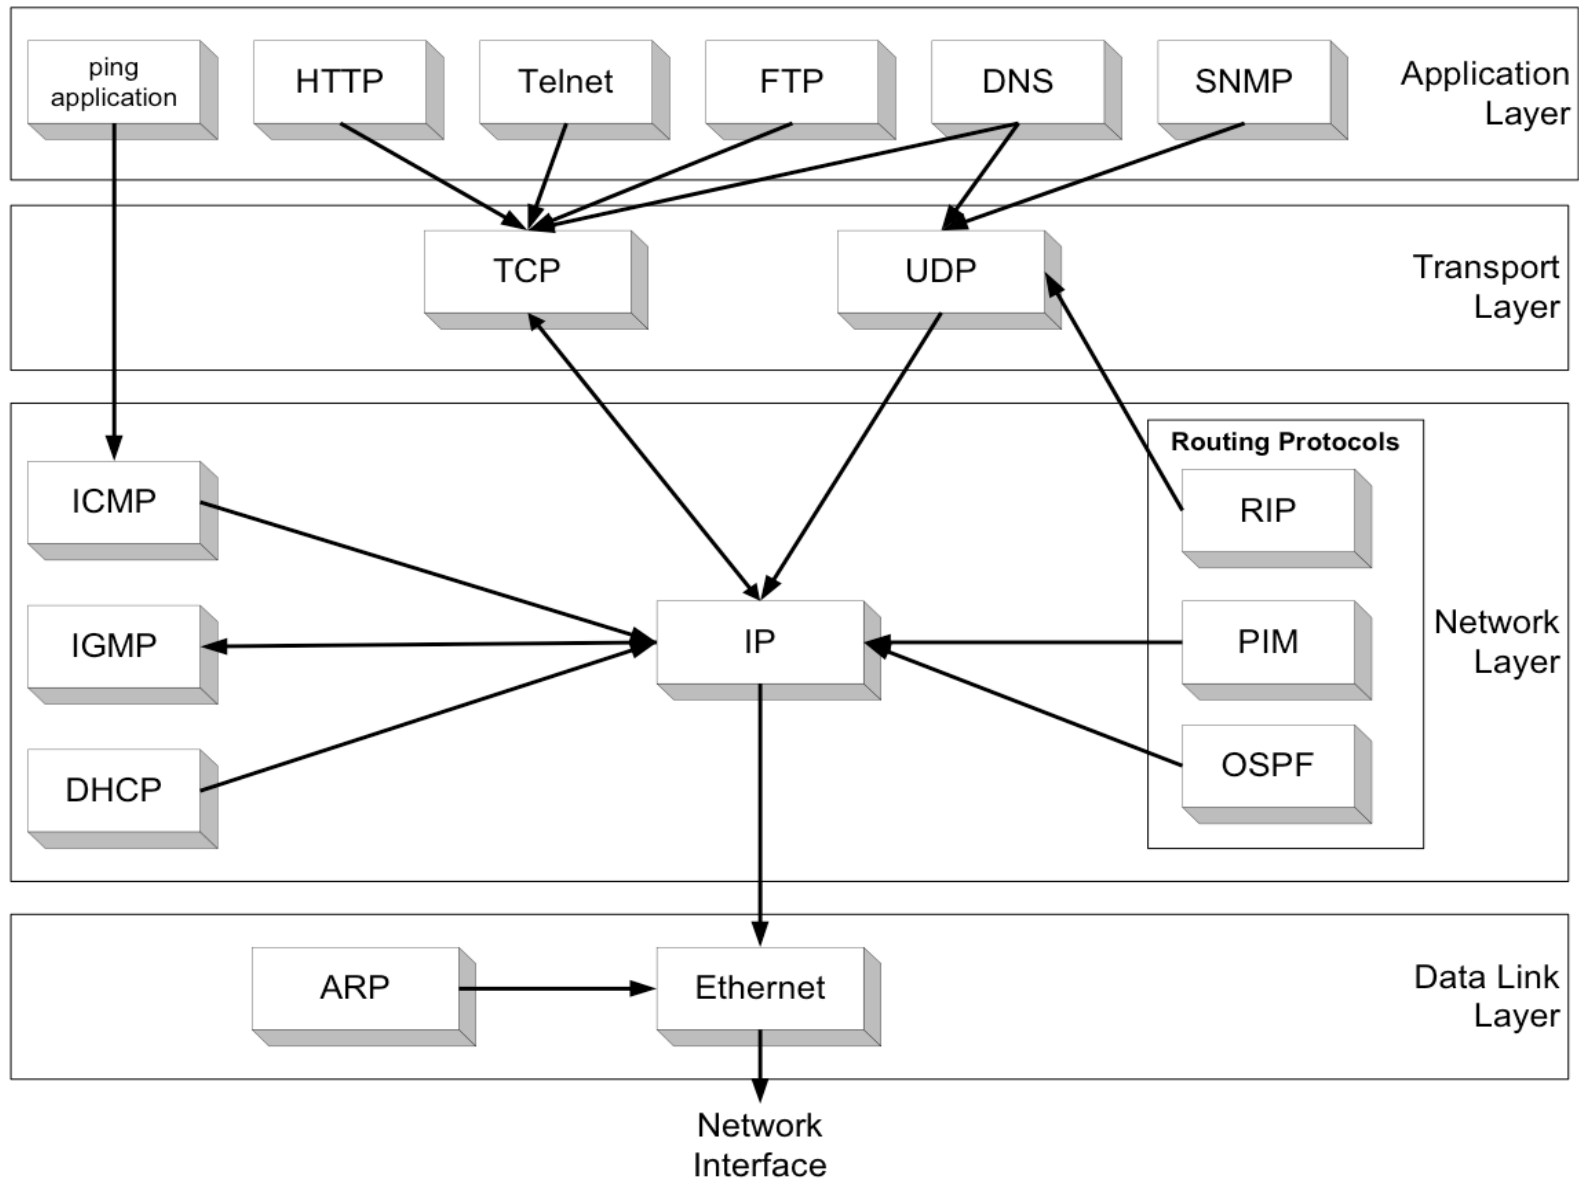 ping
application
HTTP
Telnet
FTP
DNS
SNMP
Application
Layer
TCP
UDP
Transport
Layer
Routing Protocols
ICMP
RIP
IGMP
IP
PIM
Network
Layer
DHCP
OSPF
ARP
Ethernet
Data Link
Layer
Network
Interface